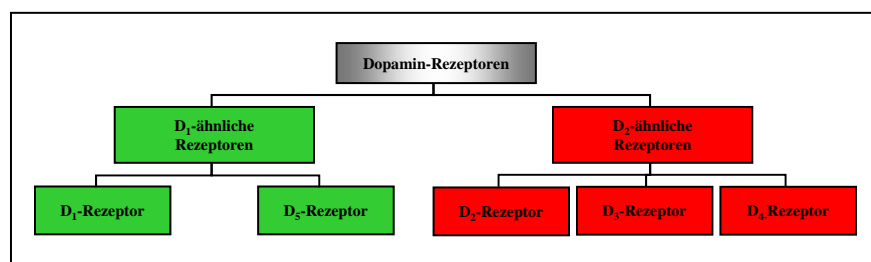 Dopamin-Rezeptoren
D₁-ähnliche
Rezeptoren
D₂-ähnliche
Rezeptoren
D₁-Rezeptor
D₅-Rezeptor
D₂-Rezeptor
D₃-Rezeptor
D₄-Rezeptor